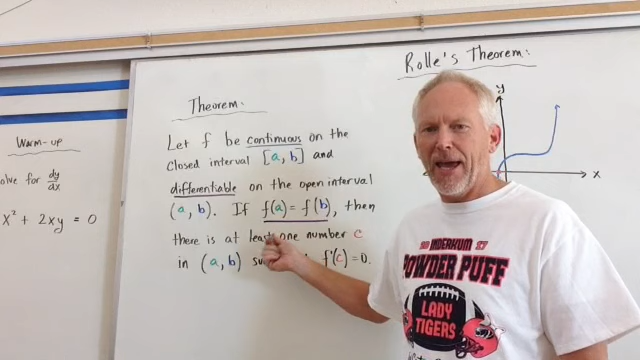 Rolle's Theorem:
Theorem:
Let f be continuous on the
closed interval [a, b] and
differentiable on the open interval
(a, b). If f(a) = f(b), then
there is at least one number c
in (a, b) f'(c) = 0.
Warm-up
olve for dy/dx
x² + 2xy = 0
y
x
17
POWDER PUFF
LADY
TIGERS